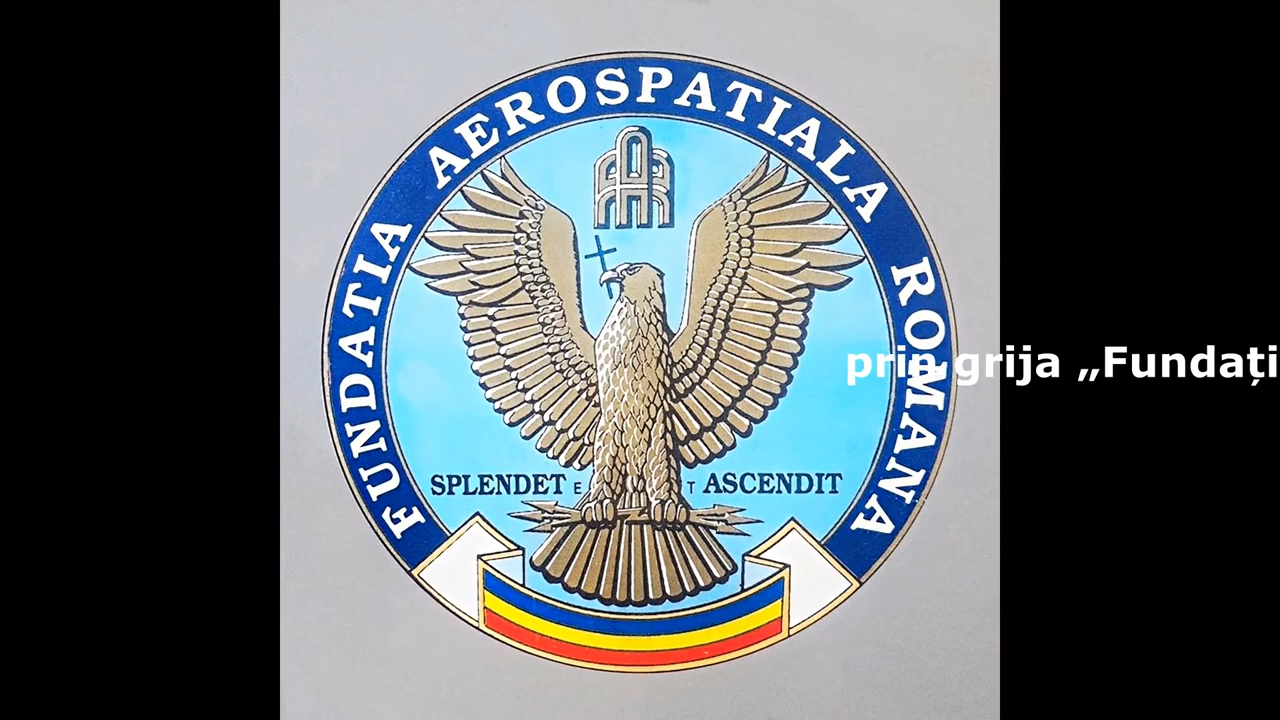 FUNDATIA AEROSPATIALA ROMANA
SPLENDET ET ASCENDIT
prin grija „Fundați